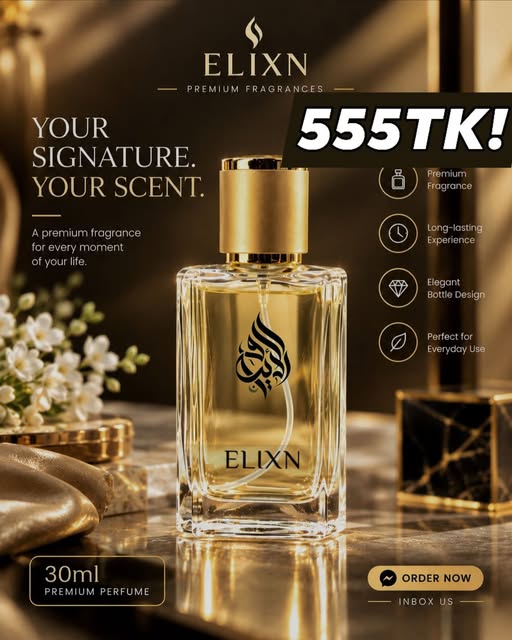 ELIXN
PREMIUM FRAGRANCES
555TK!
YOUR
SIGNATURE.
YOUR SCENT.
A premium fragrance
for every moment
of your life.
Premium
Fragrance
Long-lasting
Experience
Elegant
Bottle Design
Perfect for
Everyday Use
ELIXN
30ml
PREMIUM PERFUME
ORDER NOW
INBOX US